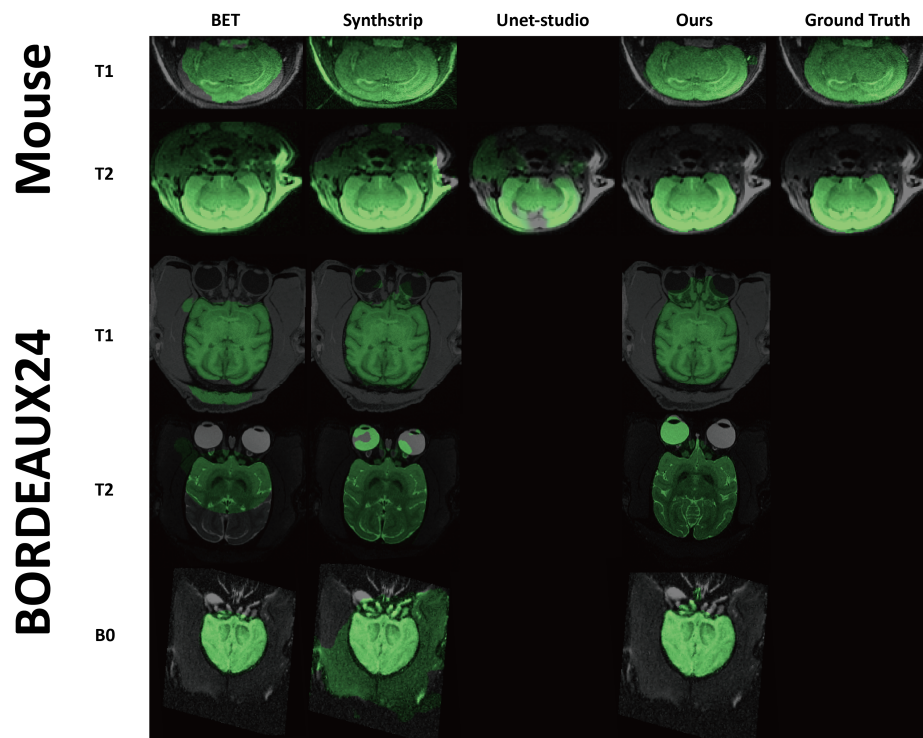 BET Synthstrip Unet-studio Ours Ground Truth
Mouse
T1
T2
BORDEAUX24
T1
T2
B0